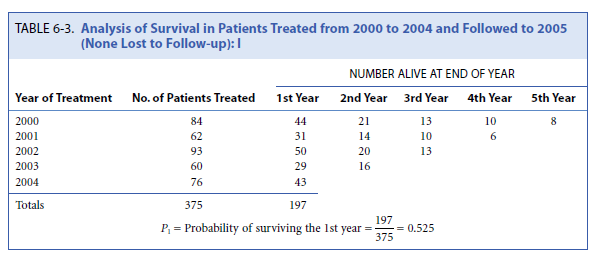 TABLE 6-3. Analysis of Survival in Patients Treated from 2000 to 2004 and Followed to 2005
(None Lost to Follow-up): I
NUMBER ALIVE AT END OF YEAR
Year of Treatment No. of Patients Treated 1st Year 2nd Year 3rd Year 4th Year 5th Year
2000 84 44 21 13 10 8
2001 62 31 14 10 6
2002 93 50 20 13
2003 60 29 16
2004 76 43
Totals 375 197
P₁ = Probability of surviving the 1st year = 197/375 = 0.525